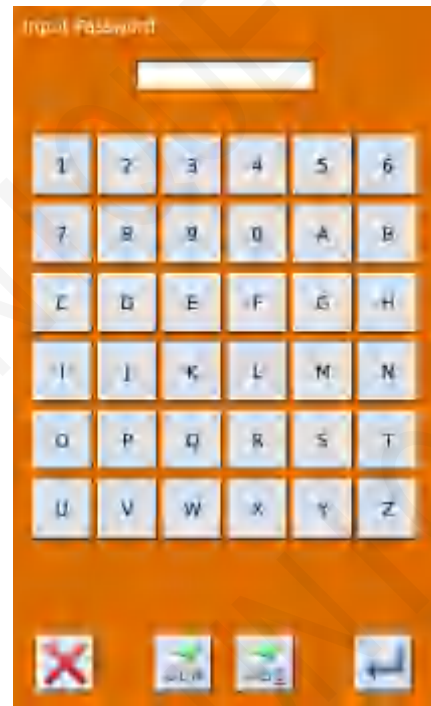 Input Password
1 2 3 4 5 6
7 8 9 0 A B
C D E F G H
I J K L M N
O P Q R S T
U V W X Y Z